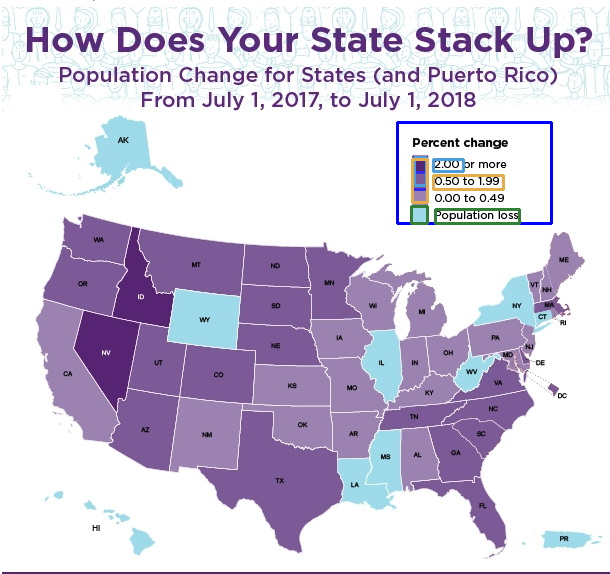 How Does Your State Stack Up?
Population Change for States (and Puerto Rico)
From July 1, 2017, to July 1, 2018
Percent change
2.00 or more
0.50 to 1.99
0.00 to 0.49
Population loss
AK
WA
MT
ND
MN
ME
OR
ID
SD
WI
MI
VT
NH
NY
MA
CT
RI
WY
NV
UT
CO
NE
IA
IL
IN
OH
PA
NJ
MD
DE
DC
CA
KS
MO
KY
WV
VA
AZ
NM
OK
AR
TN
NC
SC
MS
AL
GA
TX
LA
FL
HI
PR